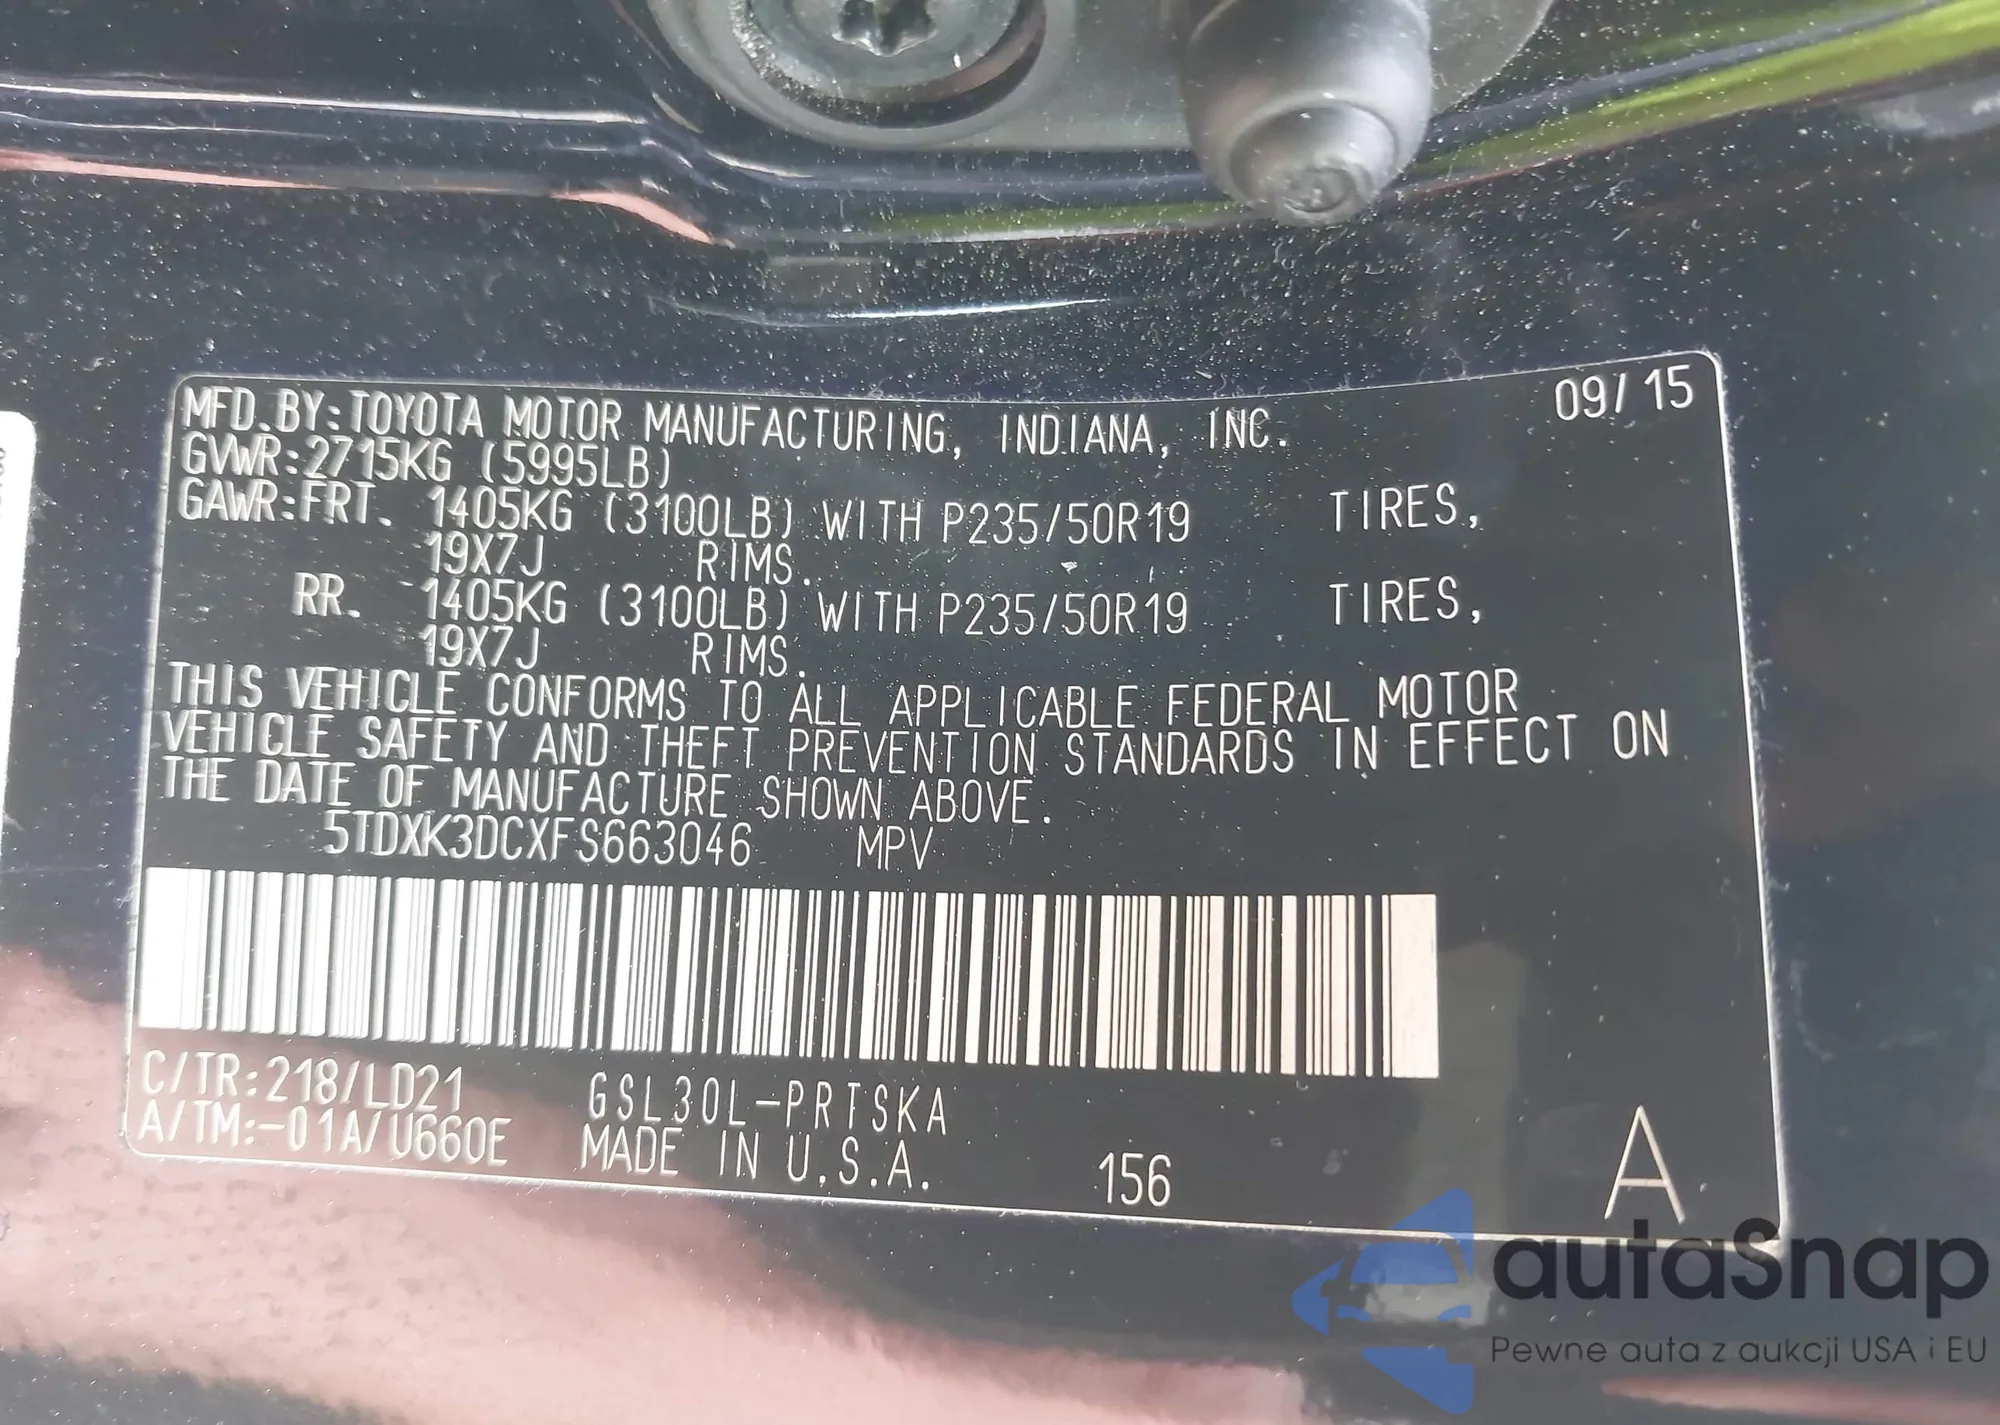 09/15
MFD.BY:TOYOTA MOTOR MANUFACTURING, INDIANA, INC.
GVWR:2715KG (5995LB)
GAWR:FRT. 1405KG (3100LB) WITH P235/50R19 TIRES,
19X7J RIMS.
RR. 1405KG (3100LB) WITH P235/50R19 TIRES,
19X7J RIMS.
THIS VEHICLE CONFORMS TO ALL APPLICABLE FEDERAL MOTOR
VEHICLE SAFETY AND THEFT PREVENTION STANDARDS IN EFFECT ON
THE DATE OF MANUFACTURE SHOWN ABOVE.
5TDXK3DCXFS663046 MPV
C/TR:218/LD21 GSL30L-PRTSKA
A/TM:-01A/U660E MADE IN U.S.A. 156 A
autaSnap
Pewne auta z aukcji USA i EU